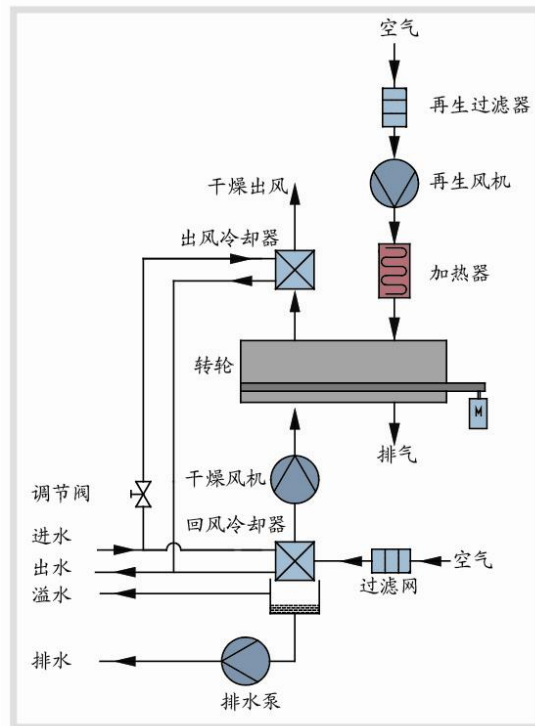 空气
再生过滤器
再生风机
干燥出风
出风冷却器
加热器
转轮
M
排气
干燥风机
调节阀
回风冷却器
进水
空气
出水
过滤网
溢水
排水
排水泵